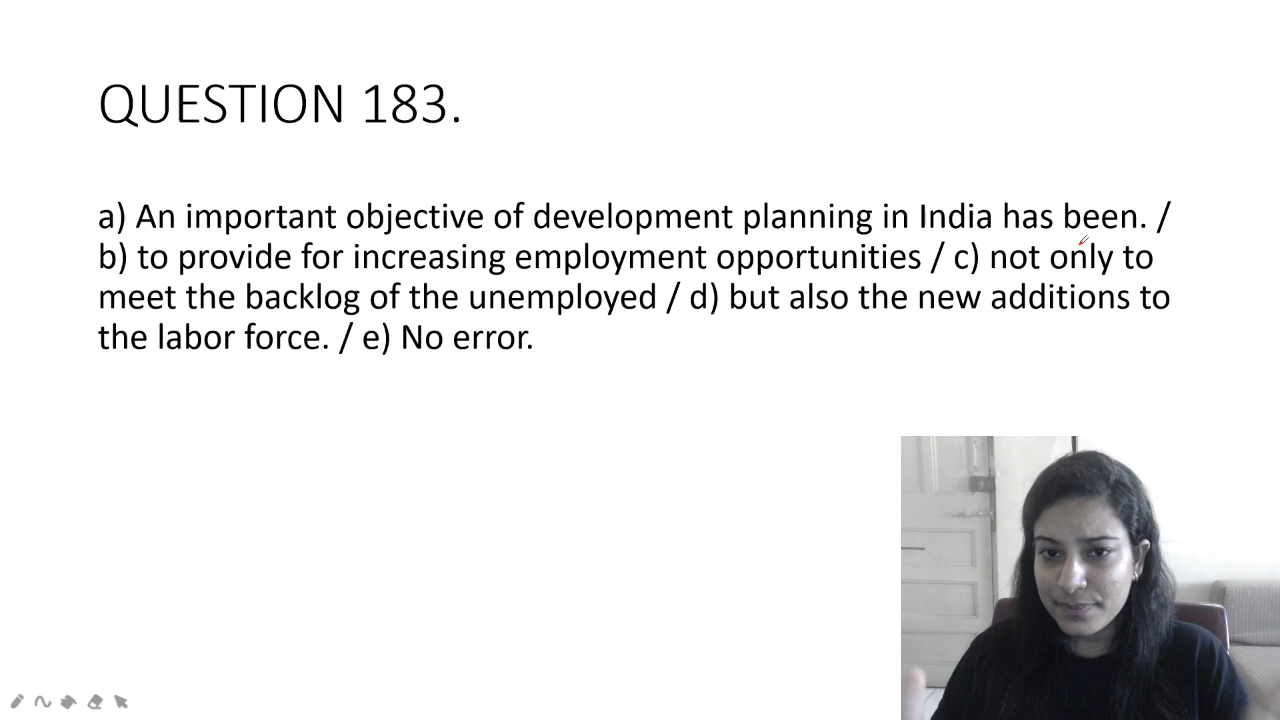 QUESTION 183.
a) An important objective of development planning in India has been. /
b) to provide for increasing employment opportunities / c) not only to
meet the backlog of the unemployed / d) but also the new additions to
the labor force. / e) No error.